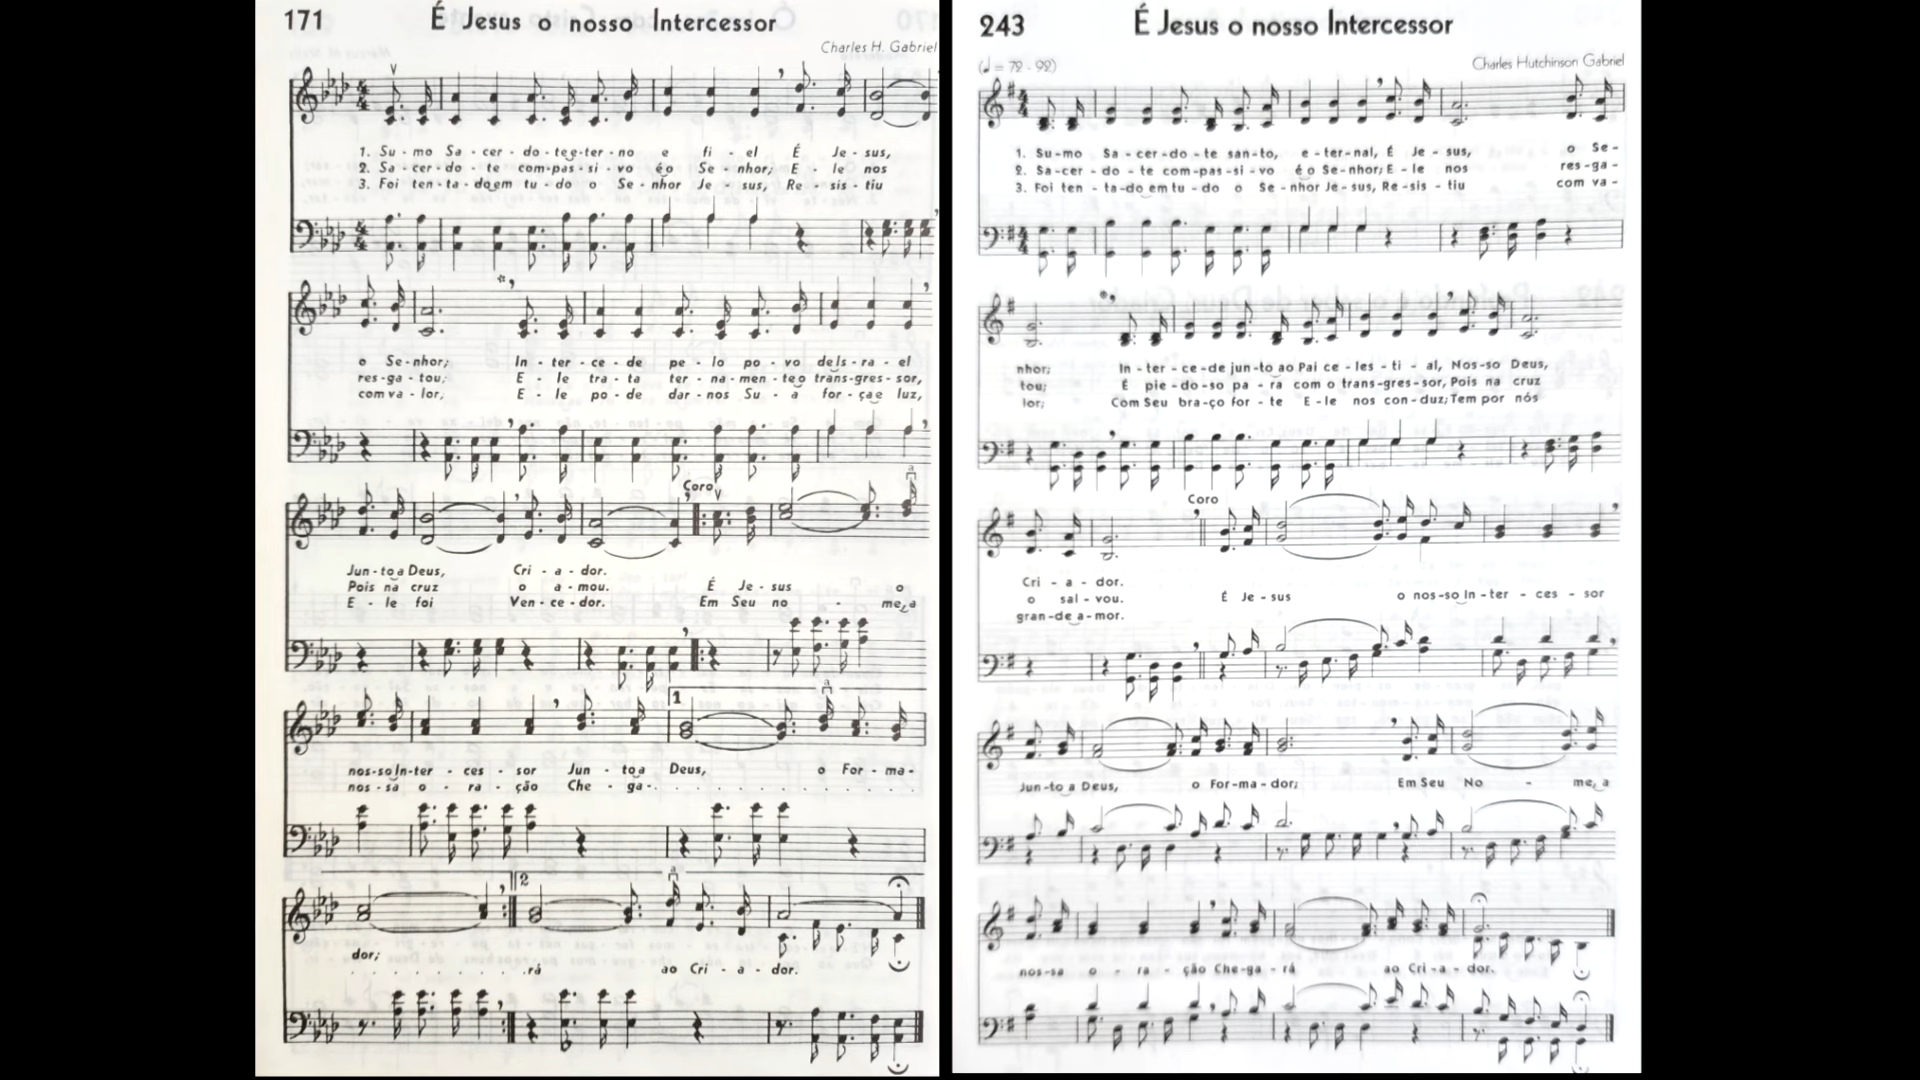 171 É Jesus o nosso Intercessor
Charles H. Gabriel
1. Su - mo Sa - cer - do - te e-ter - no e fi - el É Je - sus,
2. Sa - cer - do - te com-pas - si - vo é o Se - nhor; E - le nos
3. Foi ten - ta - do em tu - do o Se - nhor Je - sus, Re - sis - tiu
o Se-nhor; In - ter - ce - de pe - lo po - vo de Is - ra - el
res-ga - tou; E - le tra - ta ter - na - men - te o trans-gres - sor,
com va - lor; E - le po - de dar - nos Su - a for - ça e luz,
Coro
Jun - to a Deus, Cri - a - dor.
Pois na cruz o a - mou. É Je - sus o
E - le foi Ven - ce - dor. Em Seu no - me, a
1
nos-so In-ter - ces - sor Jun - to a Deus, o For - ma -
nos - sa o - ra - ção Che - ga - . . . . . . . . .
2
dor;
. . . . . . . rá ao Cri - a - dor.
243 É Jesus o nosso Intercessor
(♩ = 72 - 92) Charles Hutchinson Gabriel
1. Su-mo Sa - cer - do - te san-to, e - ter - nal, É Je - sus, o Se -
2. Sa-cer - do - te com-pas - si - vo é o Se-nhor; E - le nos res-ga -
3. Foi ten - ta-do em tu - do o Se - nhor Je - sus, Re - sis - tiu com va -
nhor; In - ter - ce-de jun-to ao Pai ce - les - ti - al, Nos-so Deus,
tou; É pie - do-so pa - ra com o trans-gres-sor, Pois na cruz
lor; Com Seu bra-ço for - te E - le nos con-duz; Tem por nós
Coro
Cri - a - dor.
o sal - vou. É Je - sus o nos-so In - ter - ces - sor
gran-de a - mor.
Jun-to a Deus, o For-ma - dor; Em Seu No - me, a
nos-sa o - ra - ção Che-ga - rá ao Cri - a - dor.